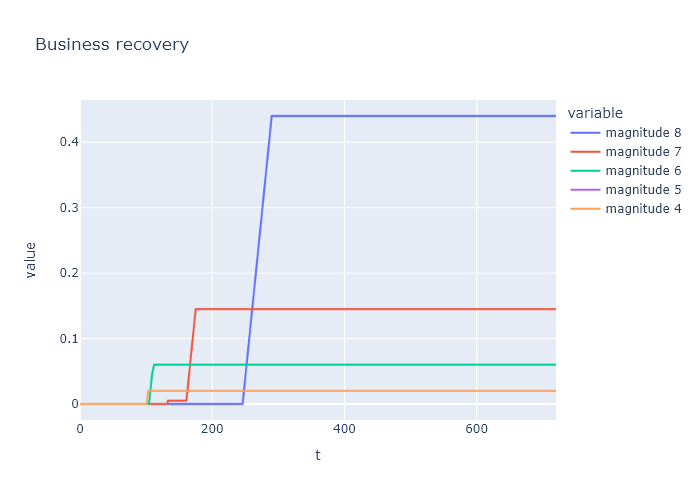 Business recovery
variable
magnitude 8
magnitude 7
magnitude 6
magnitude 5
magnitude 4
value
0.4
0.3
0.2
0.1
0
0 200 400 600
t